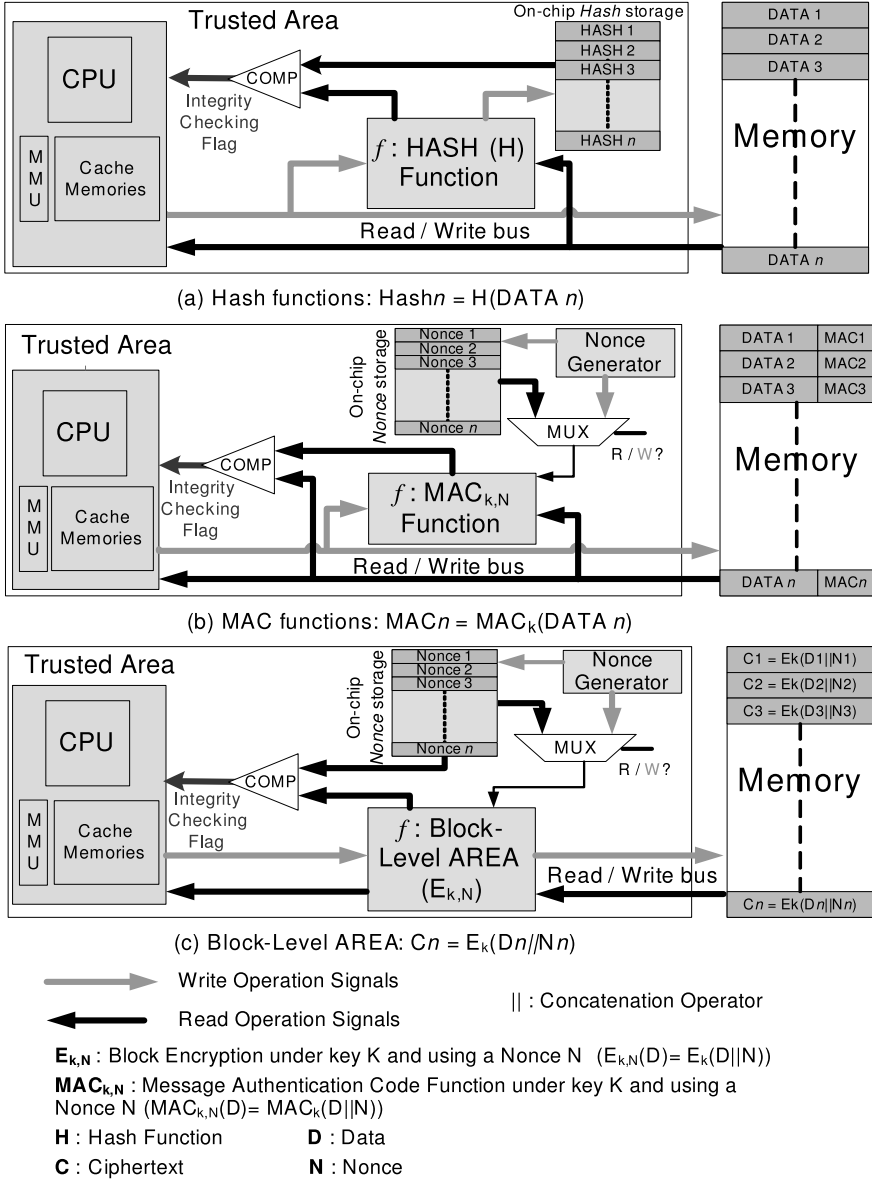 Trusted Area
On-chip Hash storage
HASH 1
HASH 2
HASH 3
HASH n
DATA 1
DATA 2
DATA 3
Memory
DATA n
CPU
COMP
Integrity
Checking
Flag
M
M
U
Cache
Memories
f : HASH (H)
Function
Read / Write bus
(a) Hash functions: Hashn = H(DATA n)
Trusted Area
On-chip
Nonce storage
Nonce 1
Nonce 2
Nonce 3
Nonce n
Nonce
Generator
MUX
R / W?
DATA 1 MAC1
DATA 2 MAC2
DATA 3 MAC3
Memory
DATA n MACn
CPU
COMP
Integrity
Checking
Flag
M
M
U
Cache
Memories
f : MACk,N
Function
Read / Write bus
(b) MAC functions: MACn = MACk(DATA n)
Trusted Area
On-chip
Nonce storage
Nonce 1
Nonce 2
Nonce 3
Nonce n
Nonce
Generator
MUX
R / W?
C1 = Ek(D1||N1)
C2 = Ek(D2||N2)
C3 = Ek(D3||N3)
Memory
Cn = Ek(Dn||Nn)
CPU
COMP
Integrity
Checking
Flag
M
M
U
Cache
Memories
f : Block-
Level AREA
(Ek,N)
Read / Write bus
(c) Block-Level AREA: Cn = Ek(Dn//Nn)
Write Operation Signals
Read Operation Signals
|| : Concatenation Operator
Ek,N : Block Encryption under key K and using a Nonce N (Ek,N(D)= Ek(D||N))
MACk,N : Message Authentication Code Function under key K and using a
Nonce N (MACk,N(D)= MACk(D||N))
H : Hash Function D : Data
C : Ciphertext N : Nonce